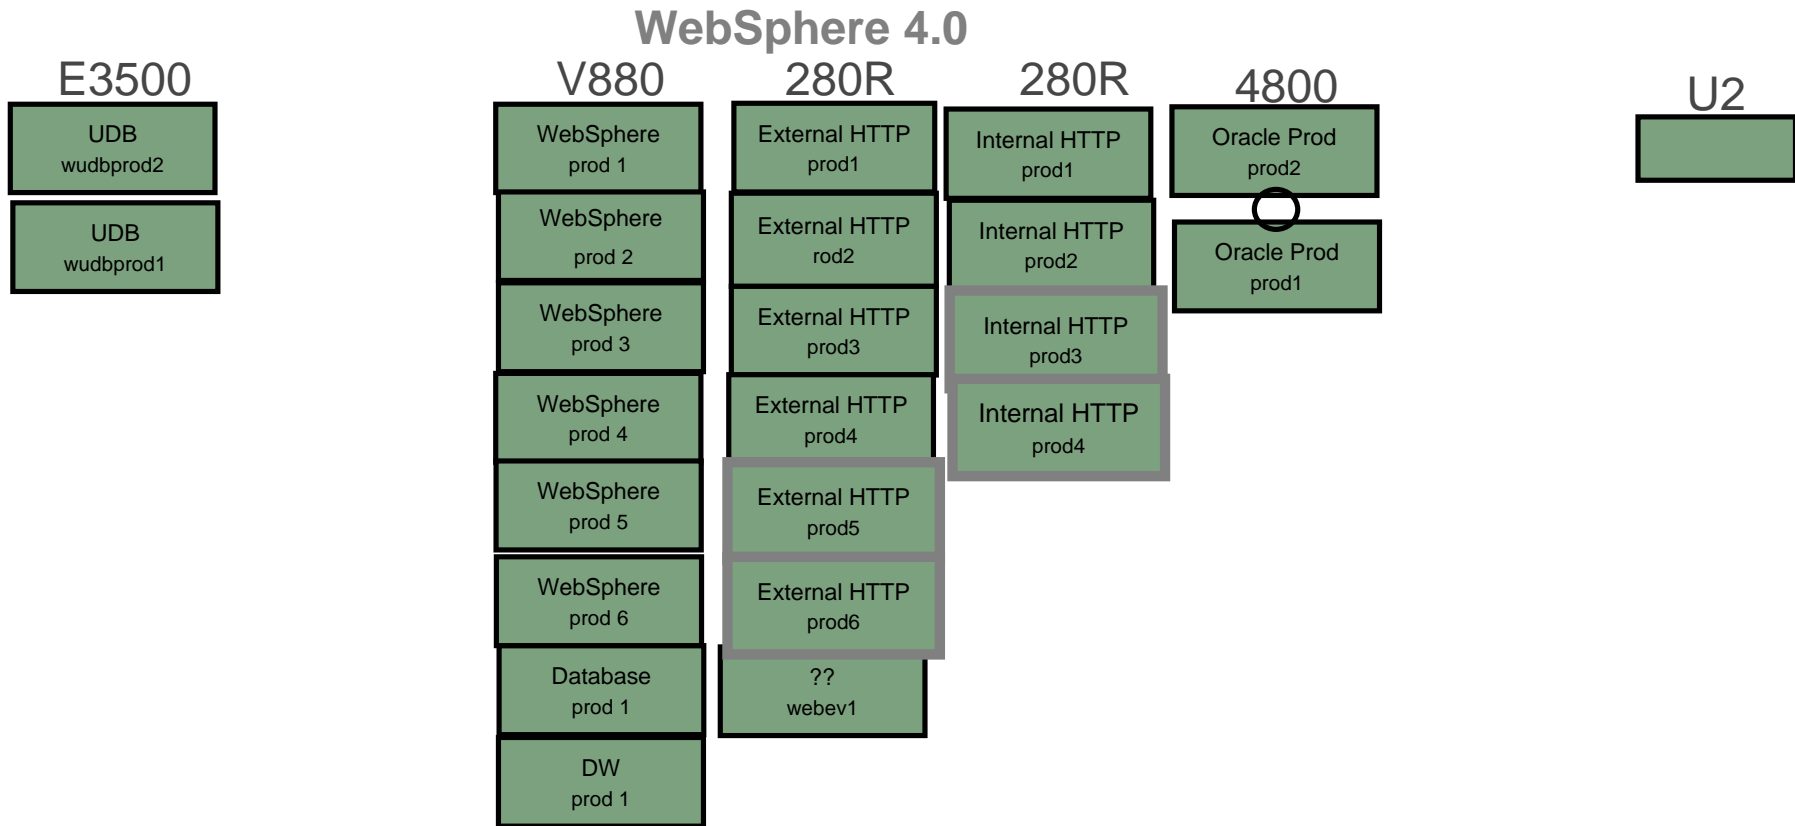 WebSphere 4.0
E3500
UDB
wudbprod2
UDB
wudbprod1
V880
WebSphere
prod 1
WebSphere
prod 2
WebSphere
prod 3
WebSphere
prod 4
WebSphere
prod 5
WebSphere
prod 6
Database
prod 1
DW
prod 1
280R
External HTTP
prod1
External HTTP
rod2
External HTTP
prod3
External HTTP
prod4
External HTTP
prod5
External HTTP
prod6
??
webev1
280R
Internal HTTP
prod1
Internal HTTP
prod2
Internal HTTP
prod3
Internal HTTP
prod4
4800
Oracle Prod
prod2
Oracle Prod
prod1
U2